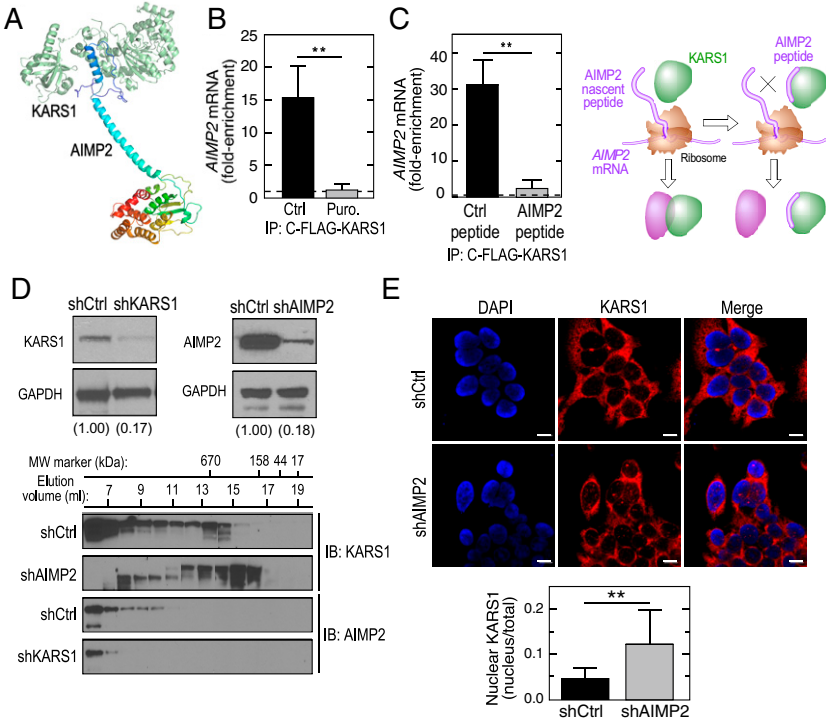 A
KARS1
AIMP2
B
AIMP2 mRNA
(fold-enrichment)
25
20
15
10
5
0
**
Ctrl Puro.
IP: C-FLAG-KARS1
C
AIMP2 mRNA
(fold-enrichment)
40
30
20
10
0
**
Ctrl
peptide
AIMP2
peptide
IP: C-FLAG-KARS1
AIMP2
nascent
peptide
KARS1
AIMP2
peptide
AIMP2
mRNA
Ribosome
D
shCtrl shKARS1
KARS1
GAPDH
(1.00) (0.17)
shCtrl shAIMP2
AIMP2
GAPDH
(1.00) (0.18)
MW marker (kDa): 670 158 44 17
Elution
volume (ml): 7 9 11 13 15 17 19
shCtrl
shAIMP2
IB: KARS1
shCtrl
shKARS1
IB: AIMP2
E
DAPI KARS1 Merge
shCtrl
shAIMP2
Nuclear KARS1
(nucleus/total)
0.2
0.1
0.0
**
shCtrl shAIMP2